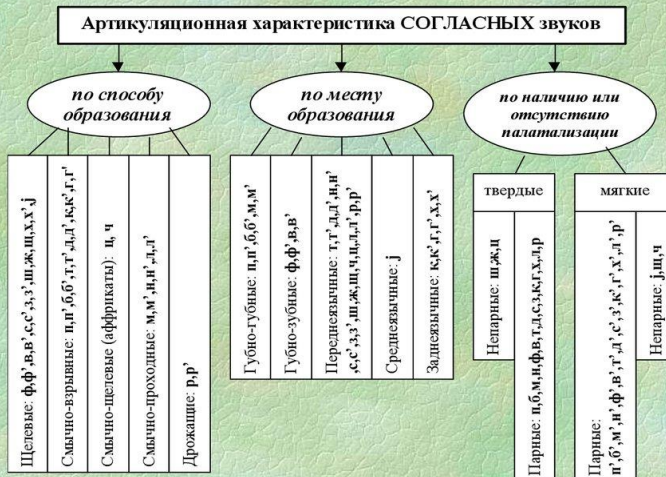 Артикуляционная характеристика СОГЛАСНЫХ звуков
по способу
образования
по месту
образования
по наличию или
отсутствию
палатализации
Щелевые: ф,ф',в,в',с,с',з,з',ш,ж,щ,х,х',j
Смычно-взрывные: п,п',б,б',т,т',д,д',к,к',г,г'
Смычно-щелевые (аффрикаты): ц, ч
Смычно-проходные: м,м',н,н',л,л'
Дрожащие: р,р'
Губно-губные: п,п',б,б',м,м'
Губно-зубные: ф,ф',в,в'
Переднеязычные: т,т',д,д',н,н'
,с,с',з,з',ш,ж,щ,ч,ц,л,л',р,р'
Среднеязычные: j
Заднеязычные: к,к',г,г',х,х'
твердые
Непарные: ш,ж,ц
Парные: п,б,м,н,ф,в,т,д,с,з,к,г,х,л,р
мягкие
Парные:
п',б',м',н',ф',в',т',д',с',з',к',г',х',л',р'
Непарные: j,щ,ч